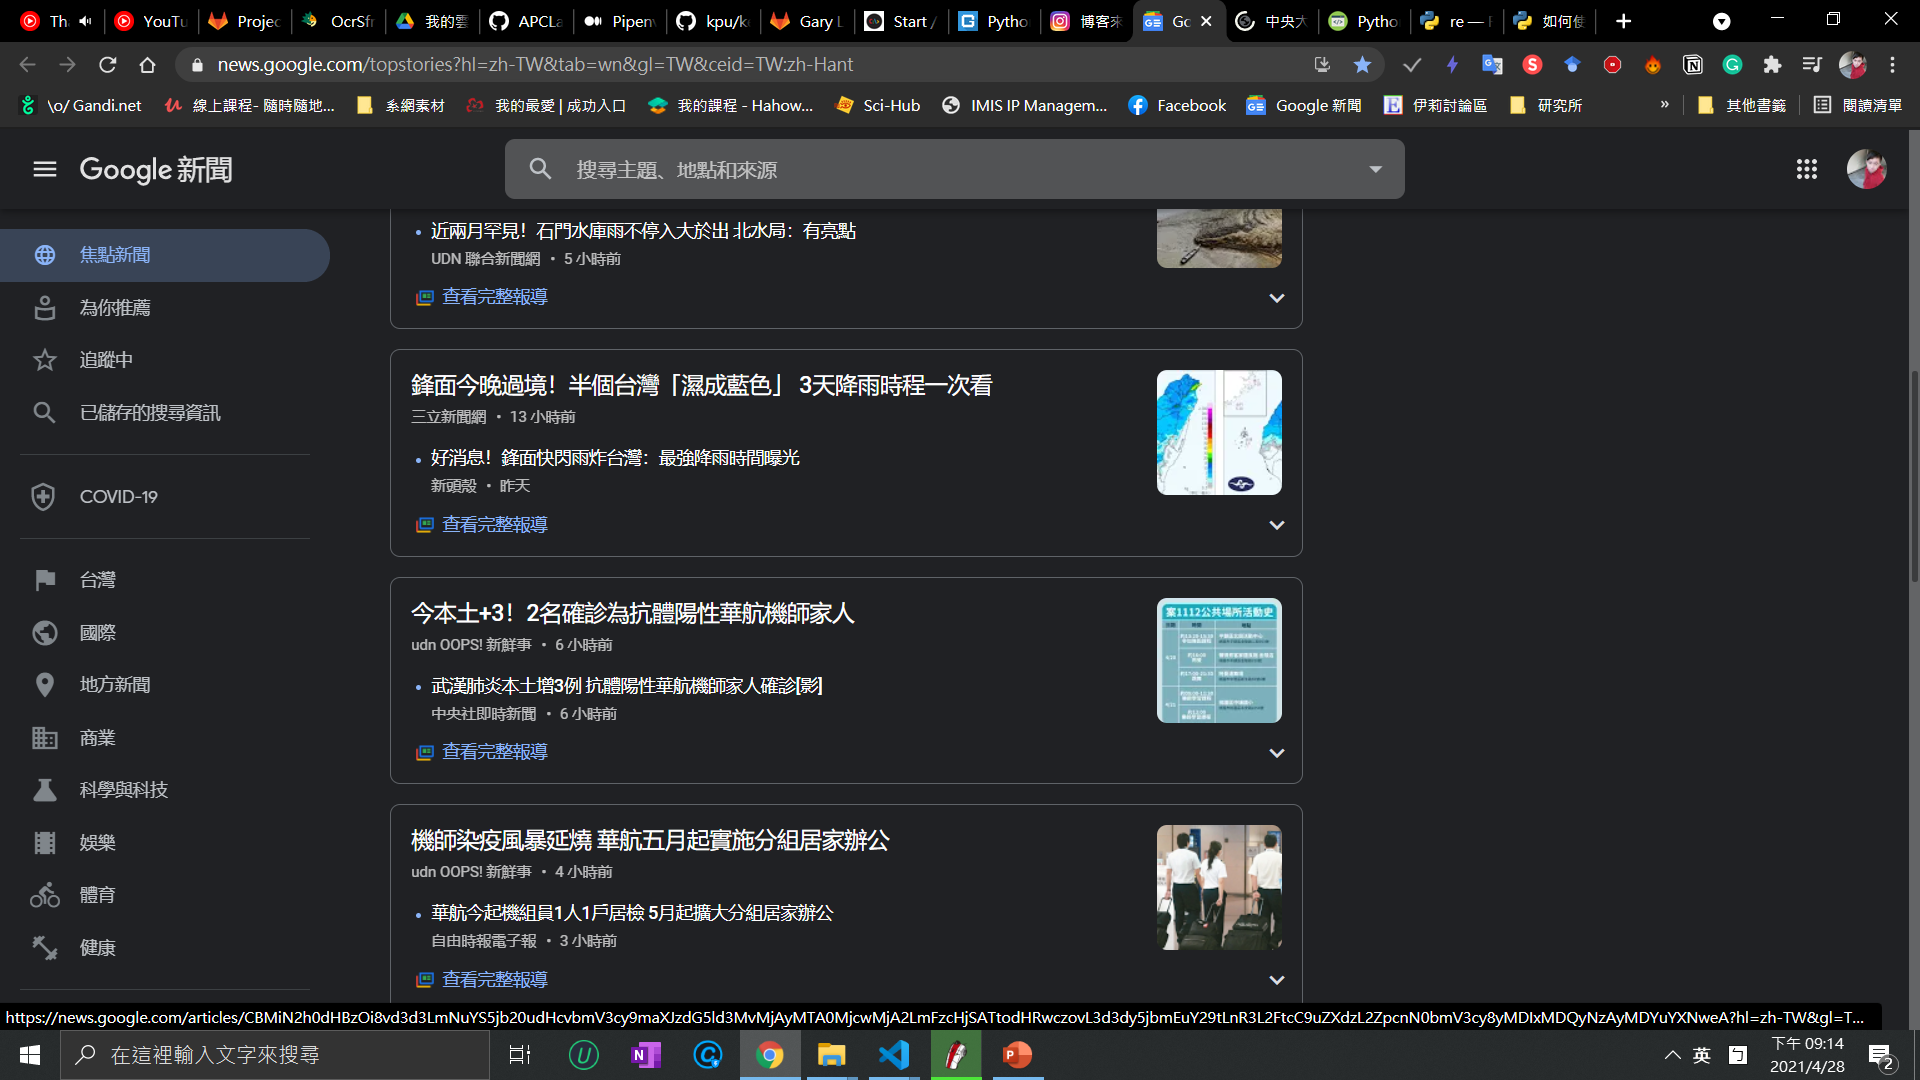 Th
YouTu
Projec
OcrSfr
我的雲
APCLa
Pipenv
kpu/ke
Gary L
Start /
Pytho
博客來
Go
中央大
Pytho
re —
如何使
news.google.com/topstories?hl=zh-TW&tab=wn&gl=TW&ceid=TW:zh-Hant
\o/ Gandi.net
線上課程- 隨時隨地...
系網素材
我的最愛 | 成功入口
我的課程 - Hahow...
Sci-Hub
IMIS IP Managem...
Facebook
Google 新聞
伊莉討論區
研究所
»
其他書籤
閱讀清單
Google 新聞
搜尋主題、地點和來源
焦點新聞
為你推薦
追蹤中
已儲存的搜尋資訊
COVID-19
台灣
國際
地方新聞
商業
科學與科技
娛樂
體育
健康
近兩月罕見！石門水庫雨不停入大於出 北水局：有亮點
UDN 聯合新聞網 • 5 小時前
查看完整報導
鋒面今晚過境！半個台灣「濕成藍色」 3天降雨時程一次看
三立新聞網 • 13 小時前
好消息！鋒面快閃雨炸台灣：最強降雨時間曝光
新頭殼 • 昨天
查看完整報導
今本土+3！2名確診為抗體陽性華航機師家人
udn OOPS! 新鮮事 • 6 小時前
武漢肺炎本土增3例 抗體陽性華航機師家人確診[影]
中央社即時新聞 • 6 小時前
查看完整報導
案1112公共場所活動史
機師染疫風暴延燒 華航五月起實施分組居家辦公
udn OOPS! 新鮮事 • 4 小時前
華航今起機組員1人1戶居檢 5月起擴大分組居家辦公
自由時報電子報 • 3 小時前
查看完整報導
https://news.google.com/articles/CBMiN2h0dHBzOi8vd3d3LmNuYS5jb20udHcvbmV3cy9maXJzdG5ld3MvMjAyMTA0MjcwMjA2LmFzcHjSATtodHRwczovL3d3dy5jbmEuY29tLnR3L2FtcC9uZXdzL2ZpcnN0bmV3cy8yMDIxMDQyNzAyMDYuYXNweA?hl=zh-TW&gl=T...
在這裡輸入文字來搜尋
英
下午 09:14
2021/4/28
2